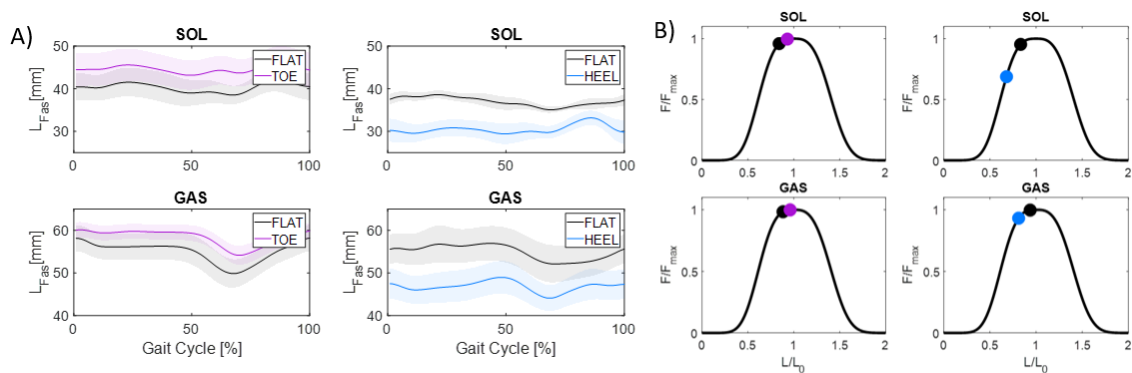 A)
SOL
50
40
30
L_Fas[mm]
FLAT
TOE
0
50
100
SOL
50
40
30
L_Fas[mm]
FLAT
HEEL
0
50
100
GAS
60
50
40
L_Fas[mm]
FLAT
TOE
0
50
100
Gait Cycle [%]
GAS
60
50
40
L_Fas[mm]
FLAT
HEEL
0
50
100
Gait Cycle [%]
B)
SOL
1
0.5
0
F/F_max
0
0.5
1
1.5
2
SOL
1
0.5
0
F/F_max
0
0.5
1
1.5
2
GAS
1
0.5
0
F/F_max
0
0.5
1
1.5
2
L/L_0
GAS
1
0.5
0
F/F_max
0
0.5
1
1.5
2
L/L_0